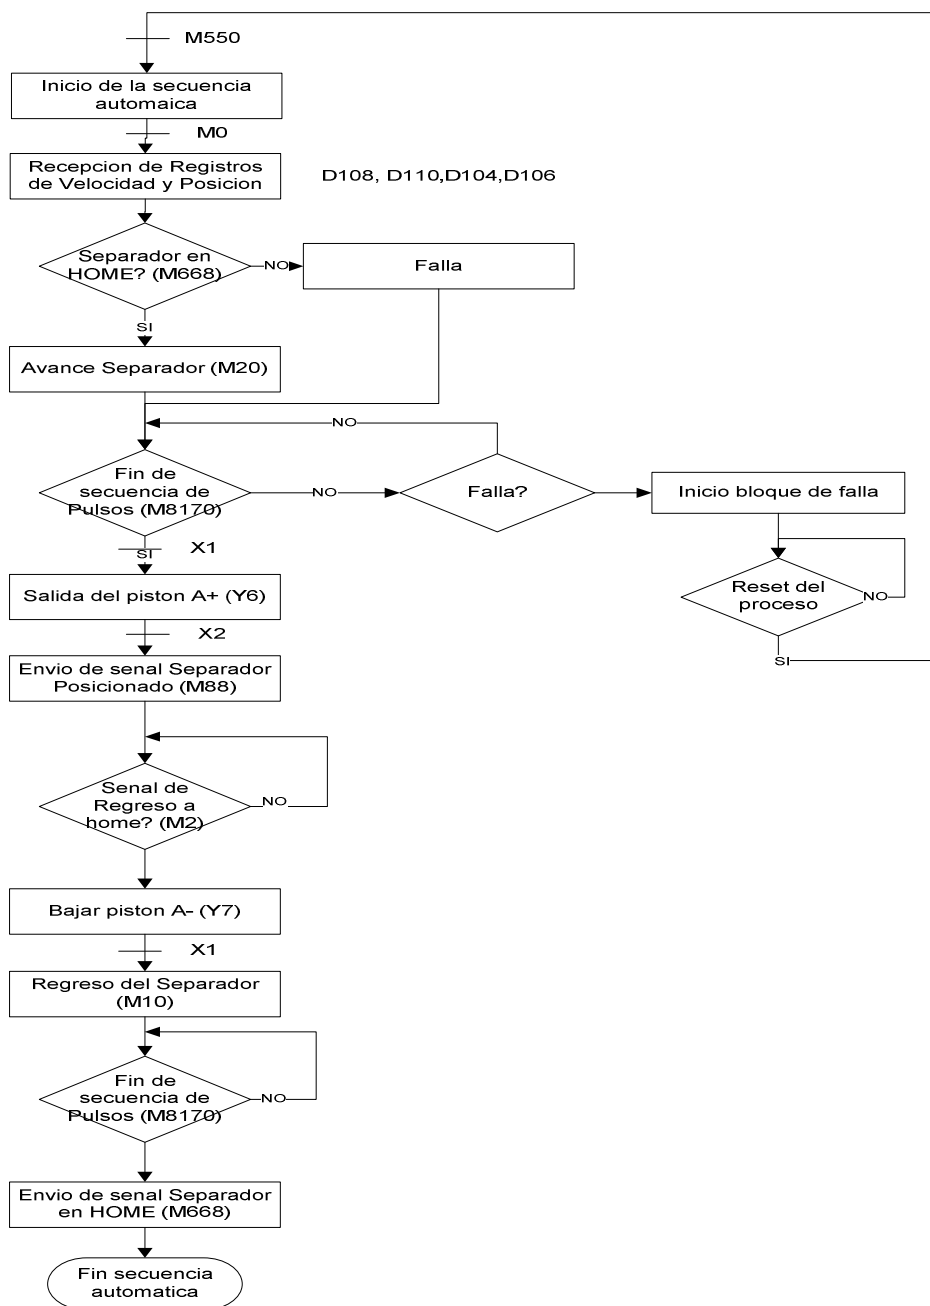 M550
Inicio de la secuencia
automaica
M0
Recepcion de Registros
de Velocidad y Posicion
D108, D110,D104,D106
Separador en
HOME? (M668)
NO
Falla
SI
Avance Separador (M20)
NO
Fin de
secuencia de
Pulsos (M8170)
NO
Falla?
Inicio bloque de falla
SI
X1
Reset del
proceso
NO
SI
Salida del piston A+ (Y6)
X2
Envio de senal Separador
Posicionado (M88)
Senal de
Regreso a
home? (M2)
NO
Bajar piston A- (Y7)
X1
Regreso del Separador
(M10)
Fin de
secuencia de
Pulsos (M8170)
NO
Envio de senal Separador
en HOME (M668)
Fin secuencia
automatica